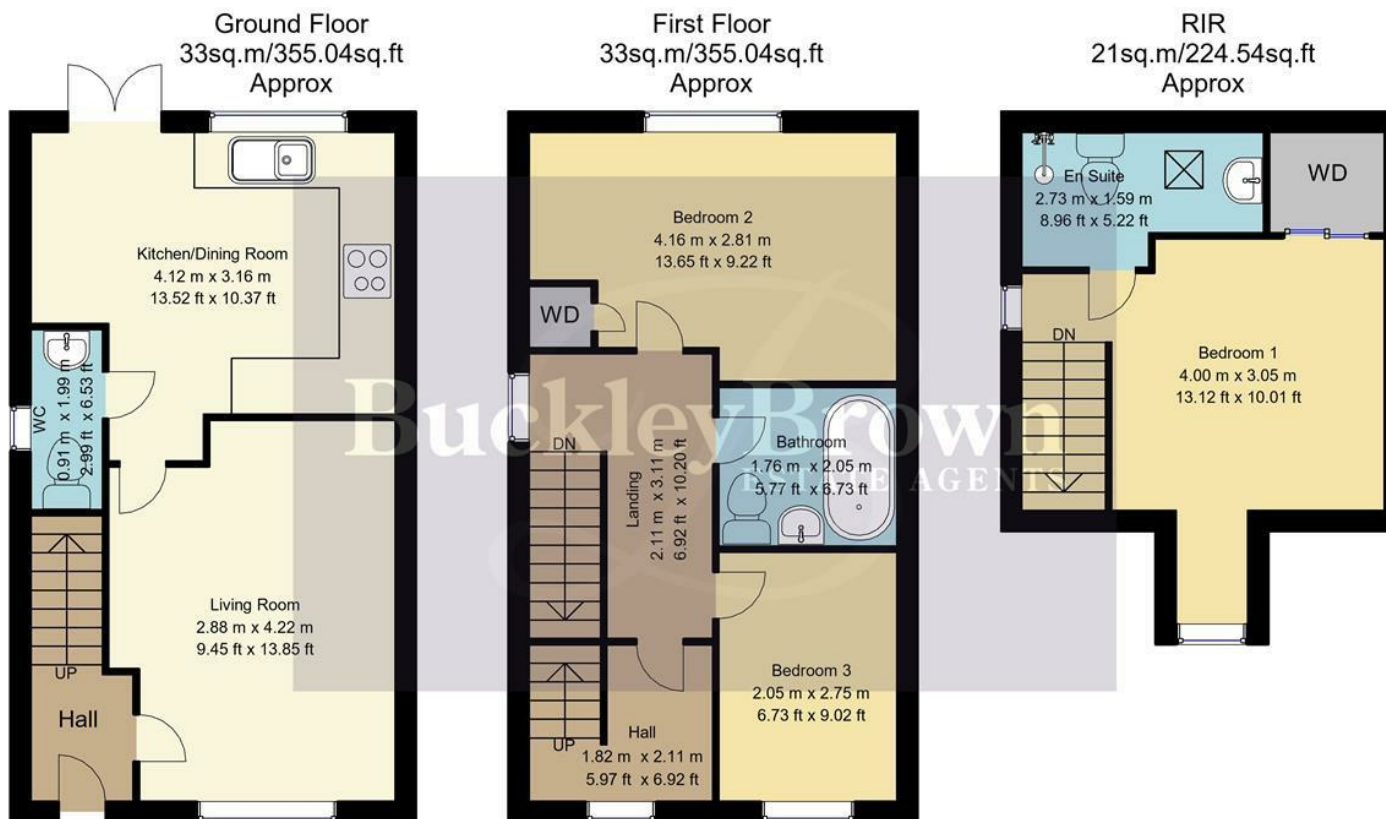 Ground Floor
33sq.m/355.04sq.ft
Approx
Kitchen/Dining Room
4.12 m x 3.16 m
13.52 ft x 10.37 ft
WC
0.91 m x 1.99 m
2.99 ft x 6.53 ft
Living Room
2.88 m x 4.22 m
9.45 ft x 13.85 ft
UP
Hall
First Floor
33sq.m/355.04sq.ft
Approx
Bedroom 2
4.16 m x 2.81 m
13.65 ft x 9.22 ft
WD
DN
Landing
2.11 m x 3.11 m
6.92 ft x 10.20 ft
Bathroom
1.76 m x 2.05 m
5.77 ft x 6.73 ft
Bedroom 3
2.05 m x 2.75 m
6.73 ft x 9.02 ft
UP
Hall
1.82 m x 2.11 m
5.97 ft x 6.92 ft
RIR
21sq.m/224.54sq.ft
Approx
En Suite
2.73 m x 1.59 m
8.96 ft x 5.22 ft
WD
DN
Bedroom 1
4.00 m x 3.05 m
13.12 ft x 10.01 ft
BuckleyBrown
ESTATE AGENTS